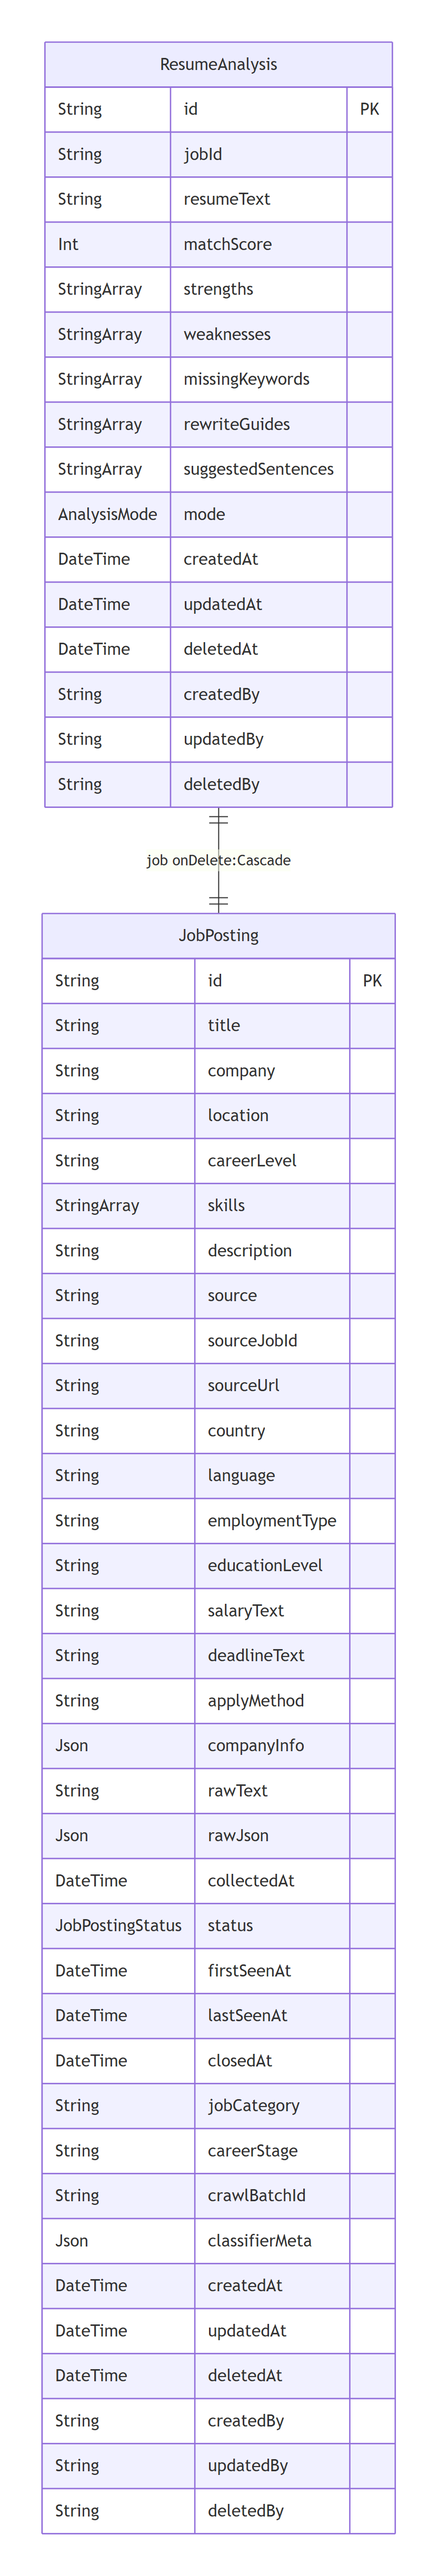 ResumeAnalysis
String id PK
String jobId
String resumeText
Int matchScore
StringArray strengths
StringArray weaknesses
StringArray missingKeywords
StringArray rewriteGuides
StringArray suggestedSentences
AnalysisMode mode
DateTime createdAt
DateTime updatedAt
DateTime deletedAt
String createdBy
String updatedBy
String deletedBy
job onDelete:Cascade
JobPosting
String id PK
String title
String company
String location
String careerLevel
StringArray skills
String description
String source
String sourceJobId
String sourceUrl
String country
String language
String employmentType
String educationLevel
String salaryText
String deadlineText
String applyMethod
Json companyInfo
String rawText
Json rawJson
DateTime collectedAt
JobPostingStatus status
DateTime firstSeenAt
DateTime lastSeenAt
DateTime closedAt
String jobCategory
String careerStage
String crawlBatchId
Json classifierMeta
DateTime createdAt
DateTime updatedAt
DateTime deletedAt
String createdBy
String updatedBy
String deletedBy